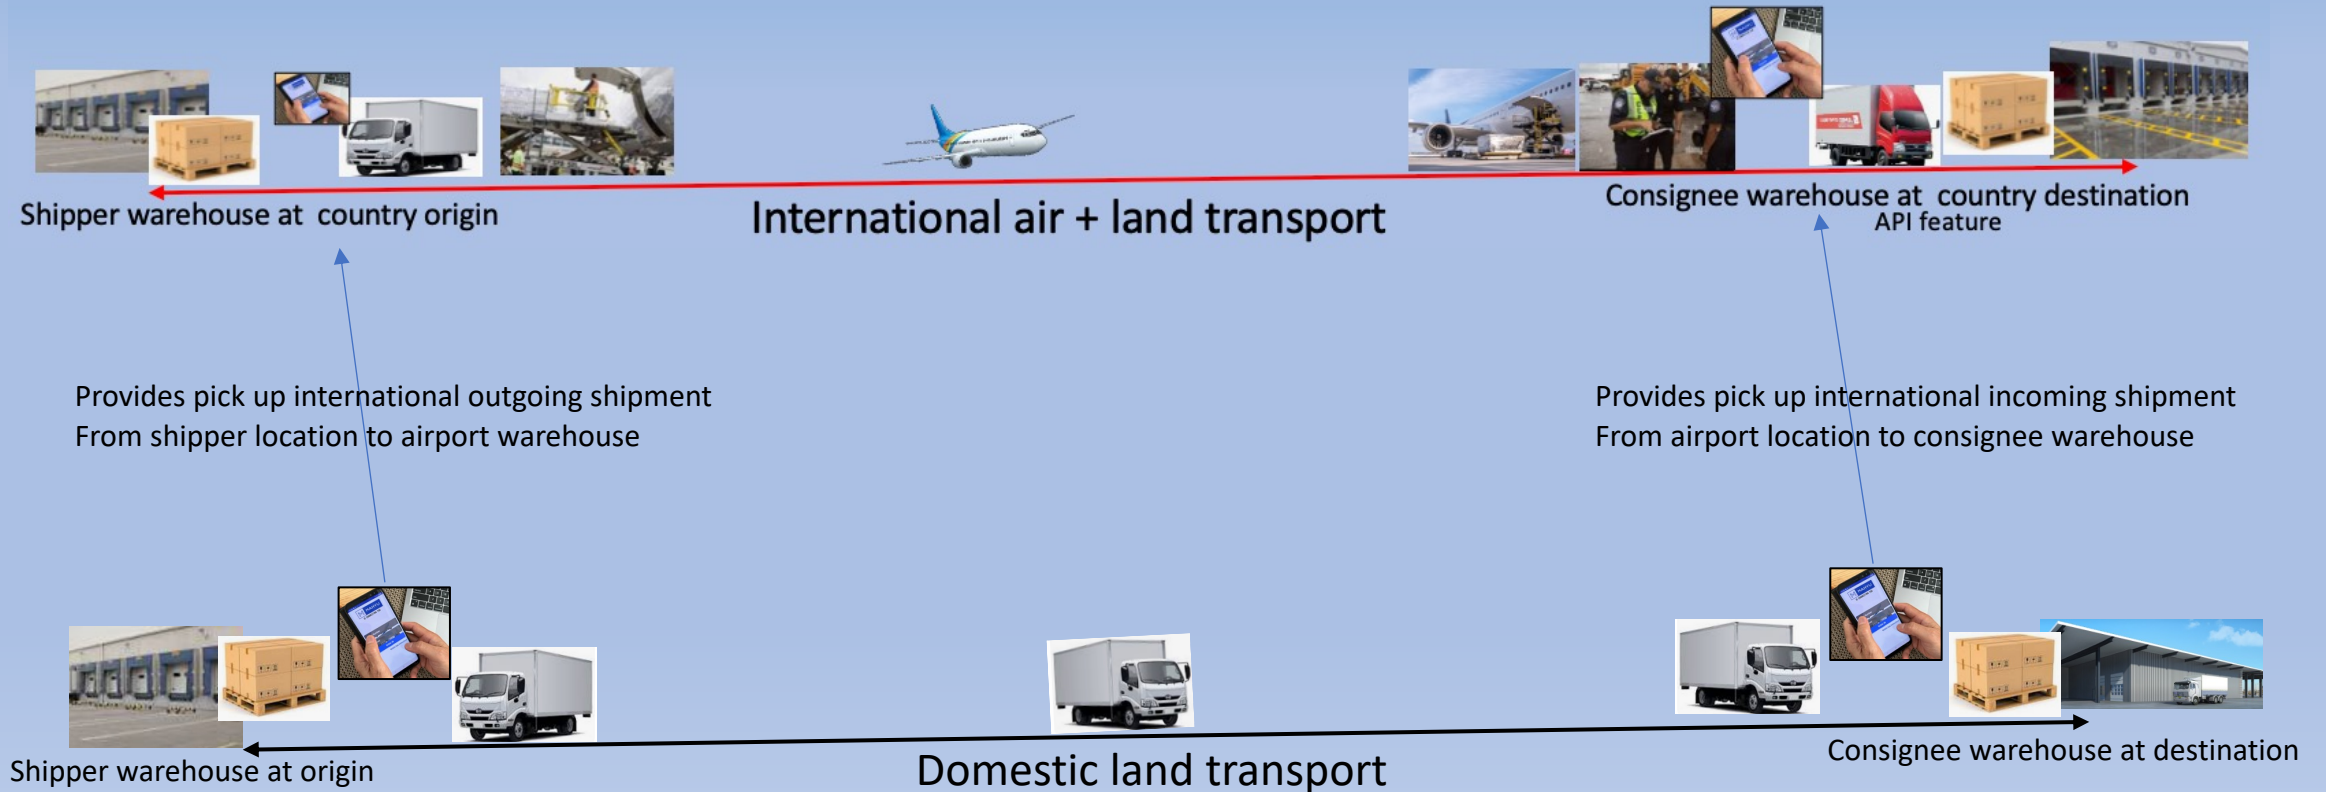 Shipper warehouse at country origin
International air + land transport
Consignee warehouse at country destination
API feature
Provides pick up international outgoing shipment
From shipper location to airport warehouse
Provides pick up international incoming shipment
From airport location to consignee warehouse
Shipper warehouse at origin
Domestic land transport
Consignee warehouse at destination